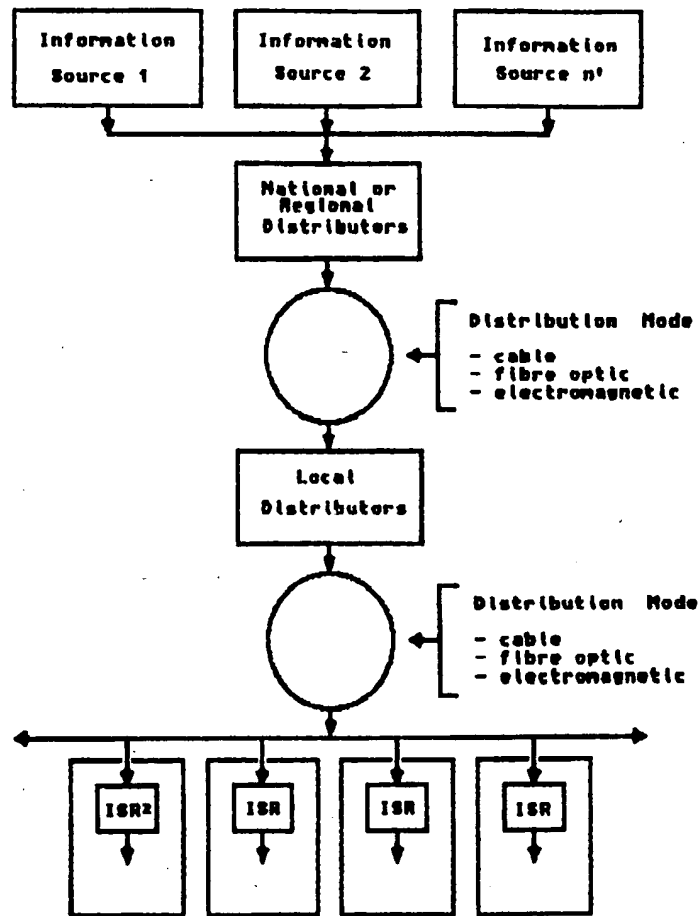 Information
Source 1
Information
Source 2
Information
Source n'
National or
Regional
Distributors
Distribution Mode
- cable
- fibre optic
- electromagnetic
Local
Distributors
Distribution Mode
- cable
- fibre optic
- electromagnetic
ISR²
ISR
ISR
ISR